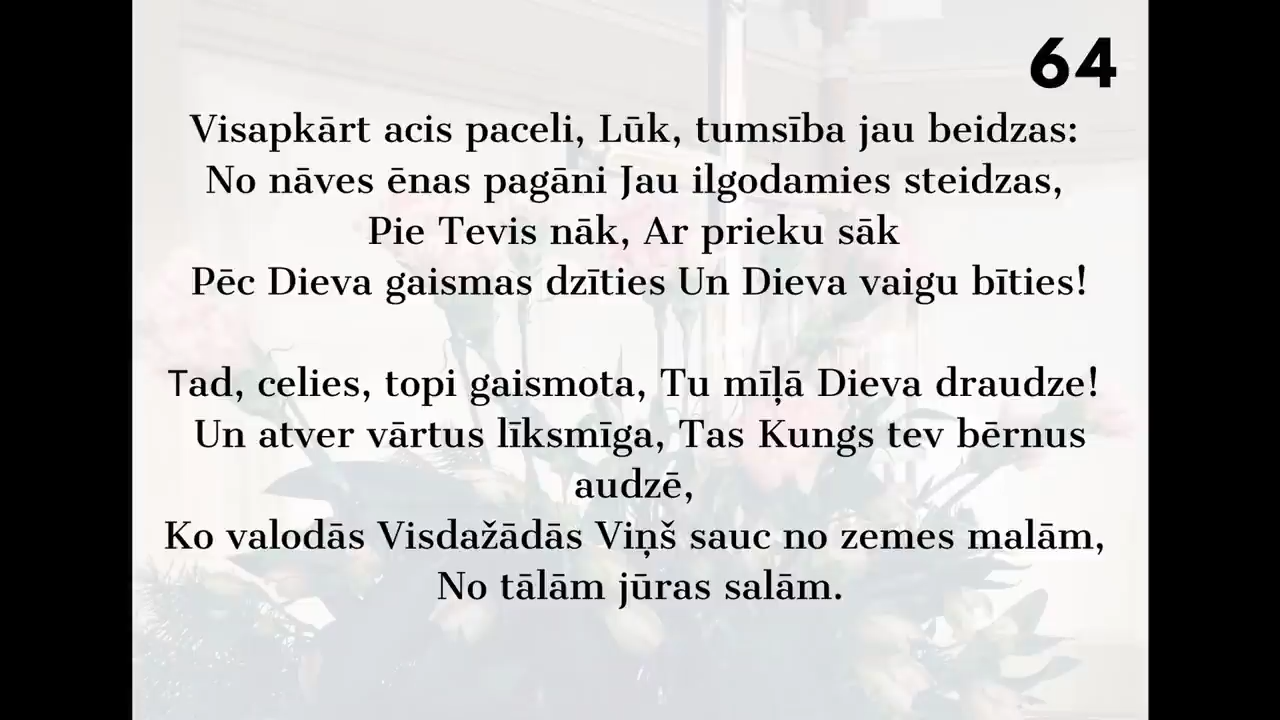 64
Visapkārt acis paceli, Lūk, tumsība jau beidzas:
No nāves ēnas pagāni Jau ilgodamies steidzas,
Pie Tevis nāk, Ar prieku sāk
Pēc Dieva gaismas dzīties Un Dieva vaigu bīties!
Tad, celies, topi gaismota, Tu mīļā Dieva draudze!
Un atver vārtus līksmīga, Tas Kungs tev bērnus
audzē,
Ko valodās Visdažādās Viņš sauc no zemes malām,
No tālām jūras salām.